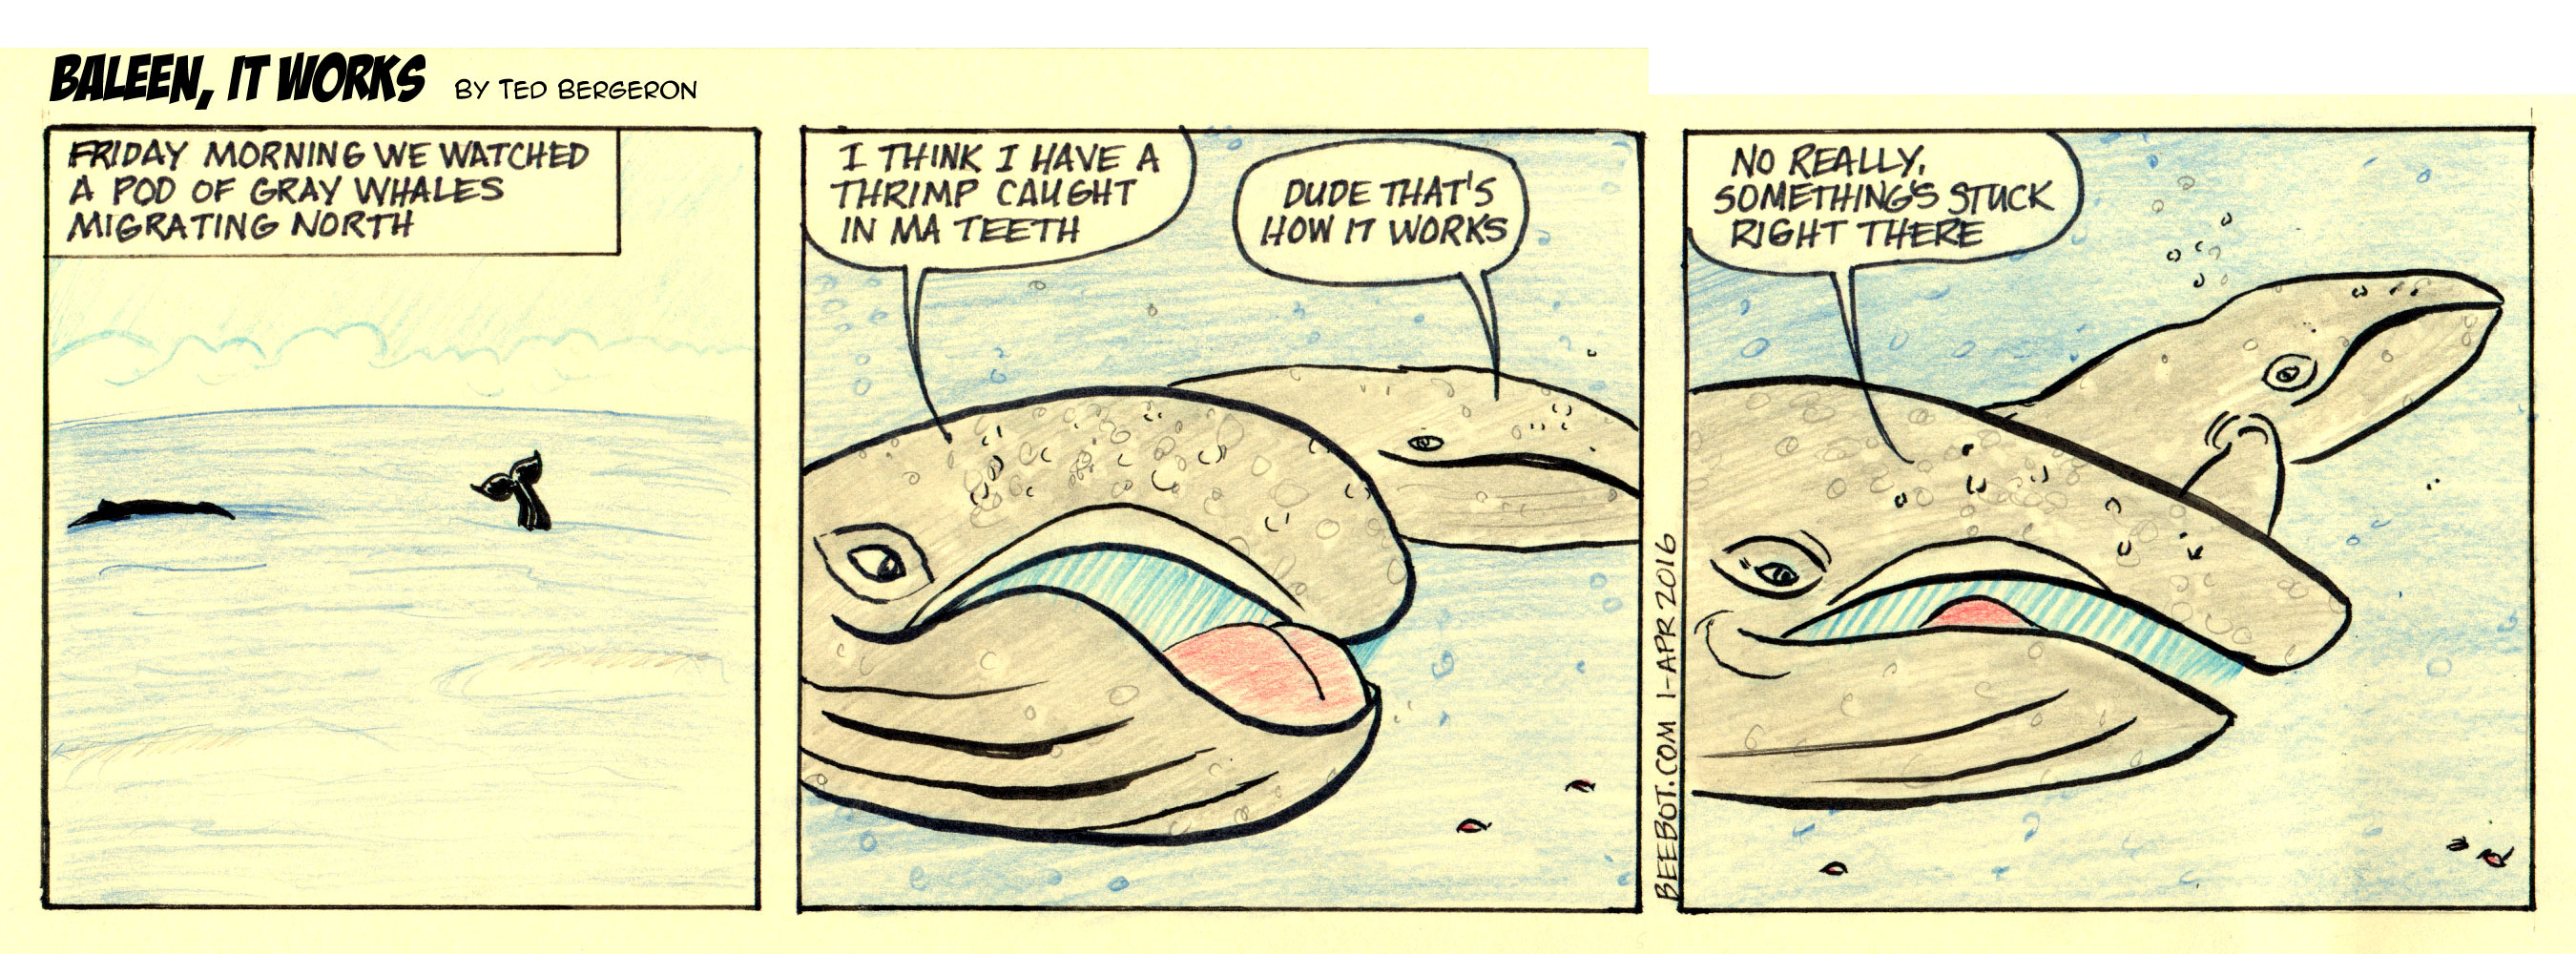 BALEEN, IT WORKS BY TED BERGERON
FRIDAY MORNING WE WATCHED
A POD OF GRAY WHALES
MIGRATING NORTH
I THINK I HAVE A
THRIMP CAUGHT
IN MA TEETH
DUDE THAT'S
HOW IT WORKS
NO REALLY,
SOMETHING'S STUCK
RIGHT THERE
BEEBOT.COM 1-APR 2016